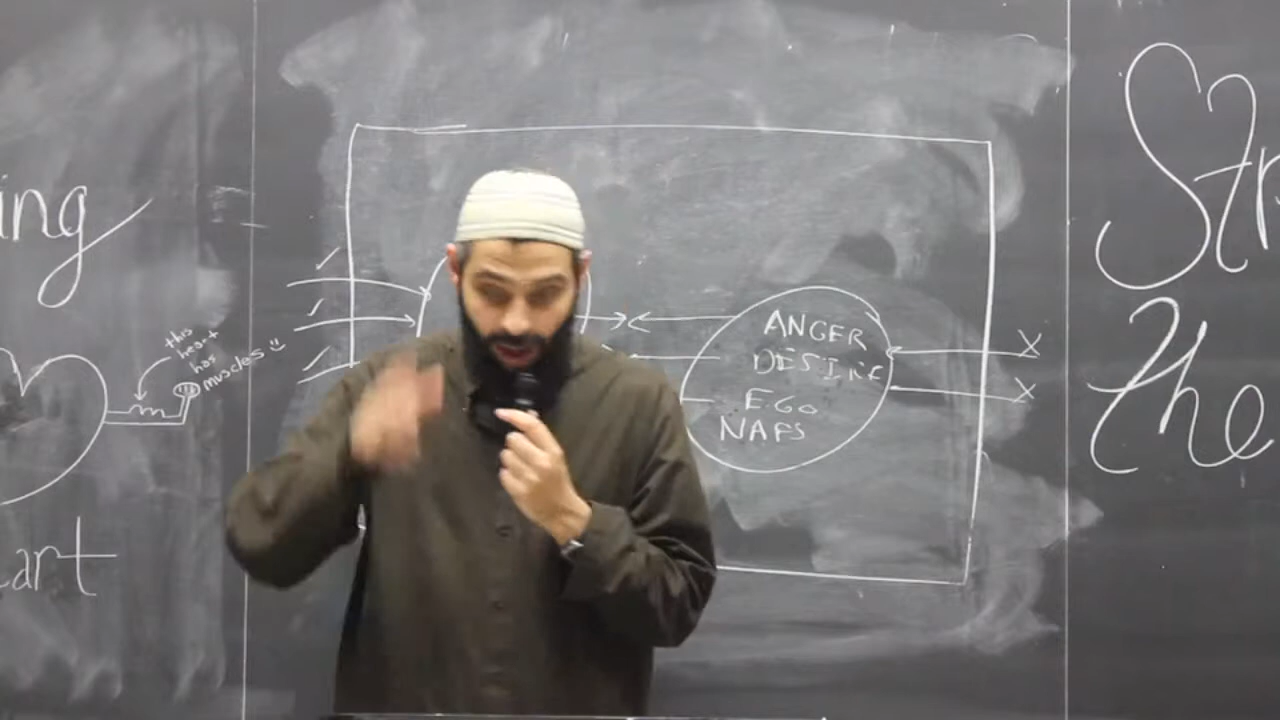 ing
art
this
heart
has
muscles :)
ANGER
DESIRE
EGO
NAFS
X
X
Str
The